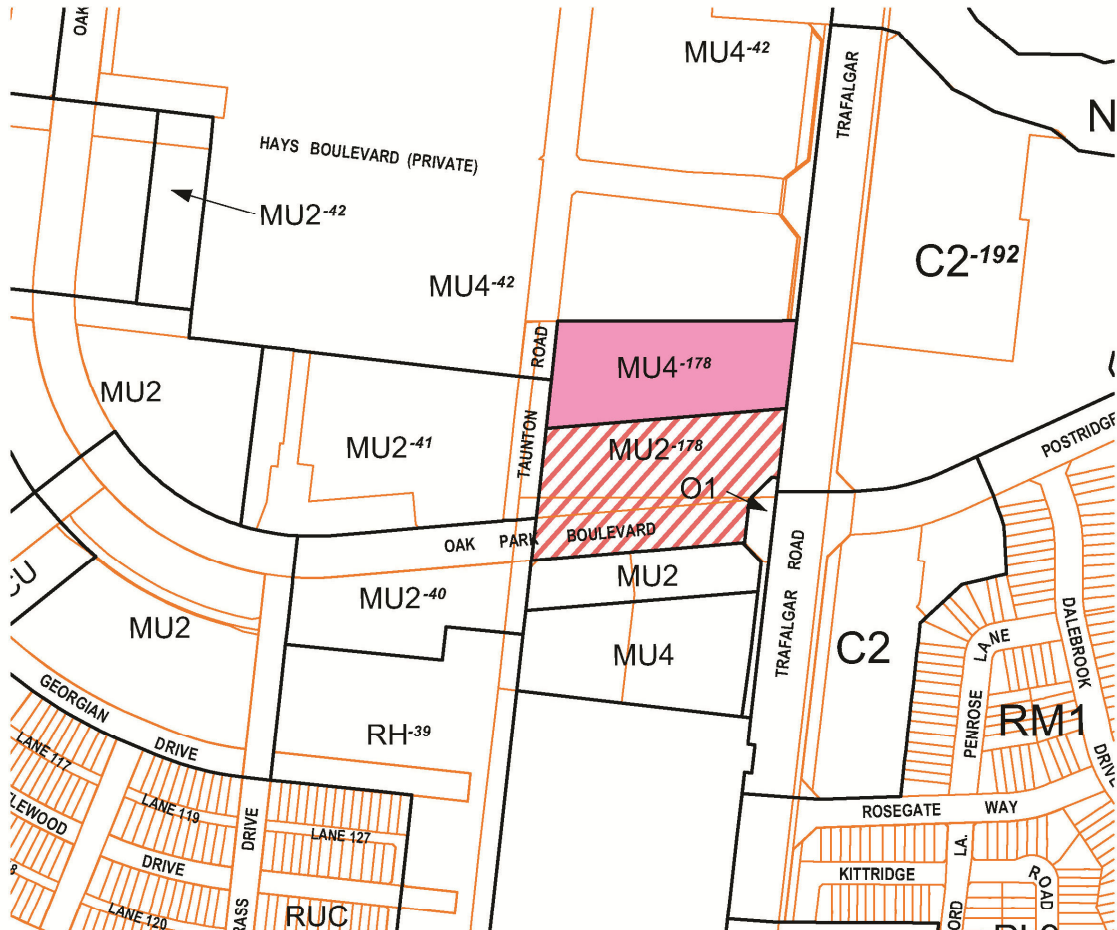 OAK
MU4-42
TRAFALGAR
N
HAYS BOULEVARD (PRIVATE)
MU2-42
C2-192
MU4-42
ROAD
MU4-178
MU2
MU2-41
TAUNTON
MU2-178
POSTRIDGE
O1
OAK PARK BOULEVARD
ROAD
CU
MU2-40
MU2
MU2
MU4
TRAFALGAR
C2
DALEBROOK
LANE
PENROSE
RM1
GEORGIAN
DRIVE
RH-39
LANE 117
DRIVE
LANE 119
DRIVE
LANE 127
ROSEGATE WAY
LEWOOD
DRIVE
KITTRIDGE
LA.
ROAD
8
LANE 120
RASS
RUC
ORD